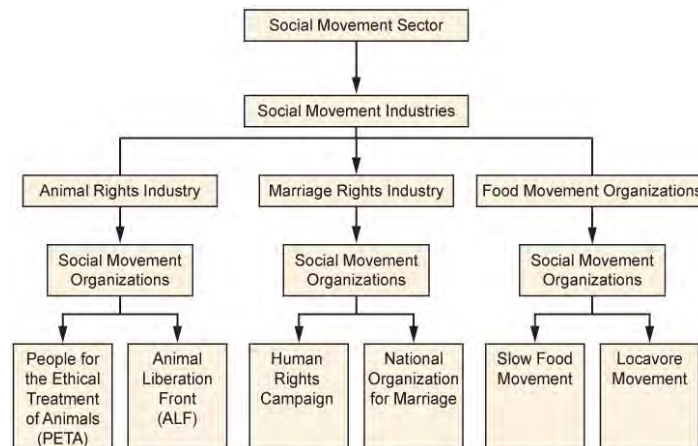 Social Movement Sector
Social Movement Industries
Animal Rights Industry
Marriage Rights Industry
Food Movement Organizations
Social Movement
Organizations
Social Movement
Organizations
Social Movement
Organizations
People for
the Ethical
Treatment
of Animals
(PETA)
Animal
Liberation
Front
(ALF)
Human
Rights
Campaign
National
Organization
for Marriage
Slow Food
Movement
Locavore
Movement